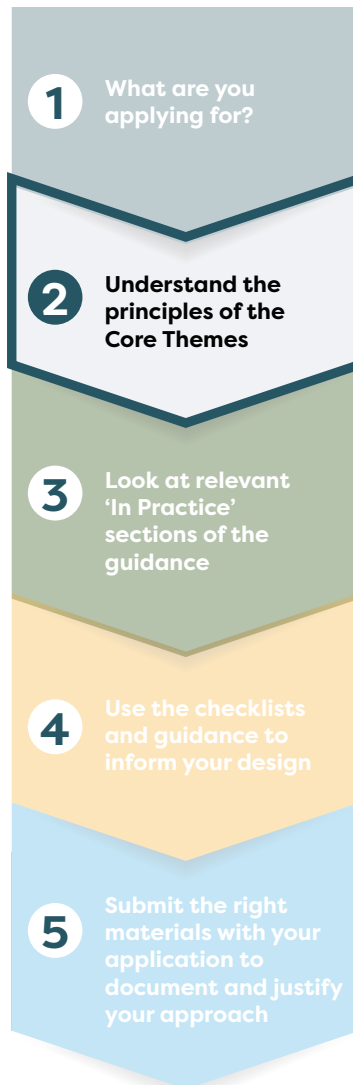 1
What are you
applying for?
2
Understand the
principles of the
Core Themes
3
Look at relevant
‘In Practice’
sections of the
guidance
4
Use the checklists
and guidance to
inform your design
5
Submit the right
materials with your
application to
document and justify
your approach